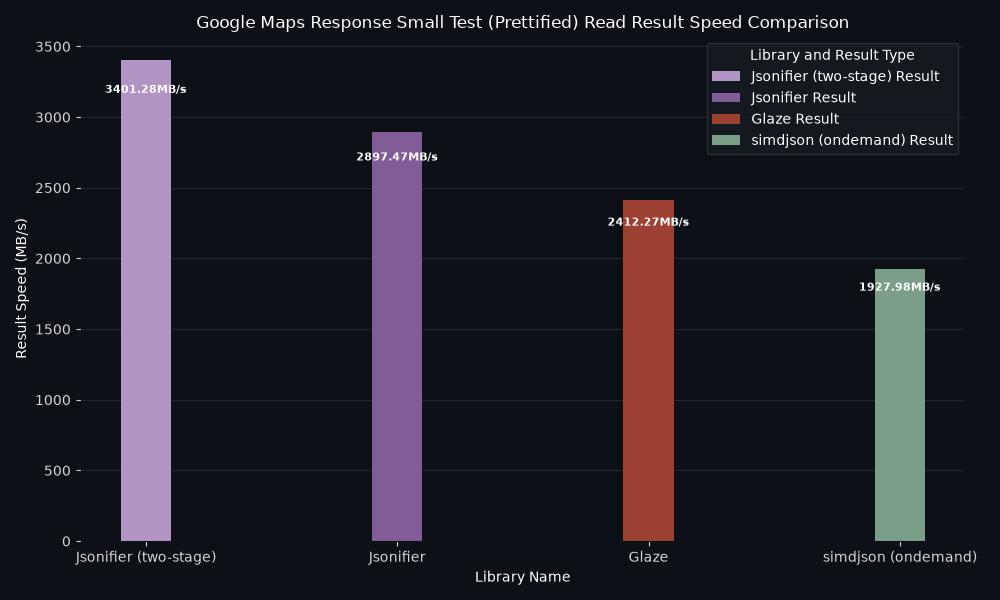 Google Maps Response Small Test (Prettified) Read Result Speed Comparison
Library and Result Type
Jsonifier (two-stage) Result
Jsonifier Result
Glaze Result
simdjson (ondemand) Result
Result Speed (MB/s)
3500
3000
2500
2000
1500
1000
500
0
3401.28MB/s
2897.47MB/s
2412.27MB/s
1927.98MB/s
Jsonifier (two-stage)
Jsonifier
Glaze
simdjson (ondemand)
Library Name